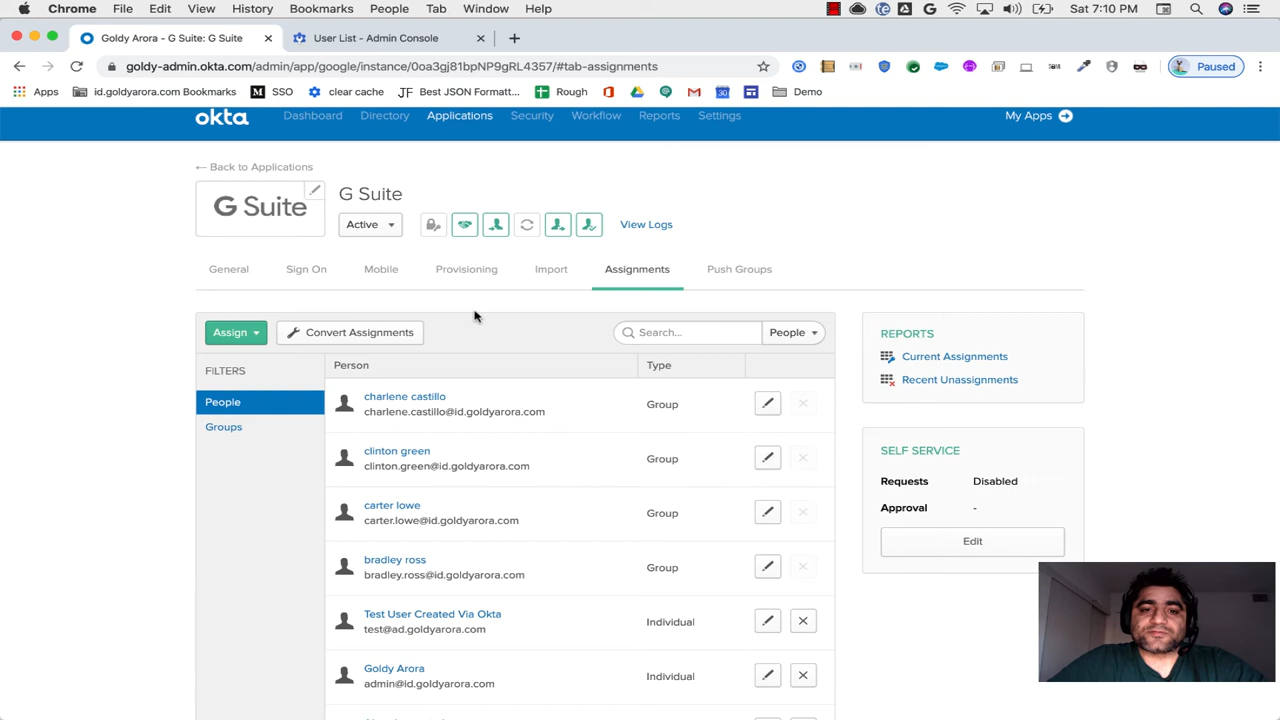 Chrome File Edit View History Bookmarks People Tab Window Help Sat 7:10 PM
Goldy Arora - G Suite: G Suite User List - Admin Console
goldy-admin.okta.com/admin/app/google/instance/0oa3gj81bpNP9gRL4357/#tab-assignments Paused
Apps id.goldyarora.com Bookmarks SSO clear cache Best JSON Formatt... Rough Demo
okta Dashboard Directory Applications Security Workflow Reports Settings My Apps
← Back to Applications
G Suite
G Suite
Active View Logs
General Sign On Mobile Provisioning Import Assignments Push Groups
Assign Convert Assignments Search... People
FILTERS
People
Groups
Person Type
charlene castillo
charlene.castillo@id.goldyarora.com
Group
clinton green
clinton.green@id.goldyarora.com
Group
carter lowe
carter.lowe@id.goldyarora.com
Group
bradley ross
bradley.ross@id.goldyarora.com
Group
Test User Created Via Okta
test@ad.goldyarora.com
Individual
Goldy Arora
admin@id.goldyarora.com
Individual
REPORTS
Current Assignments
Recent Unassignments
SELF SERVICE
Requests Disabled
Approval -
Edit